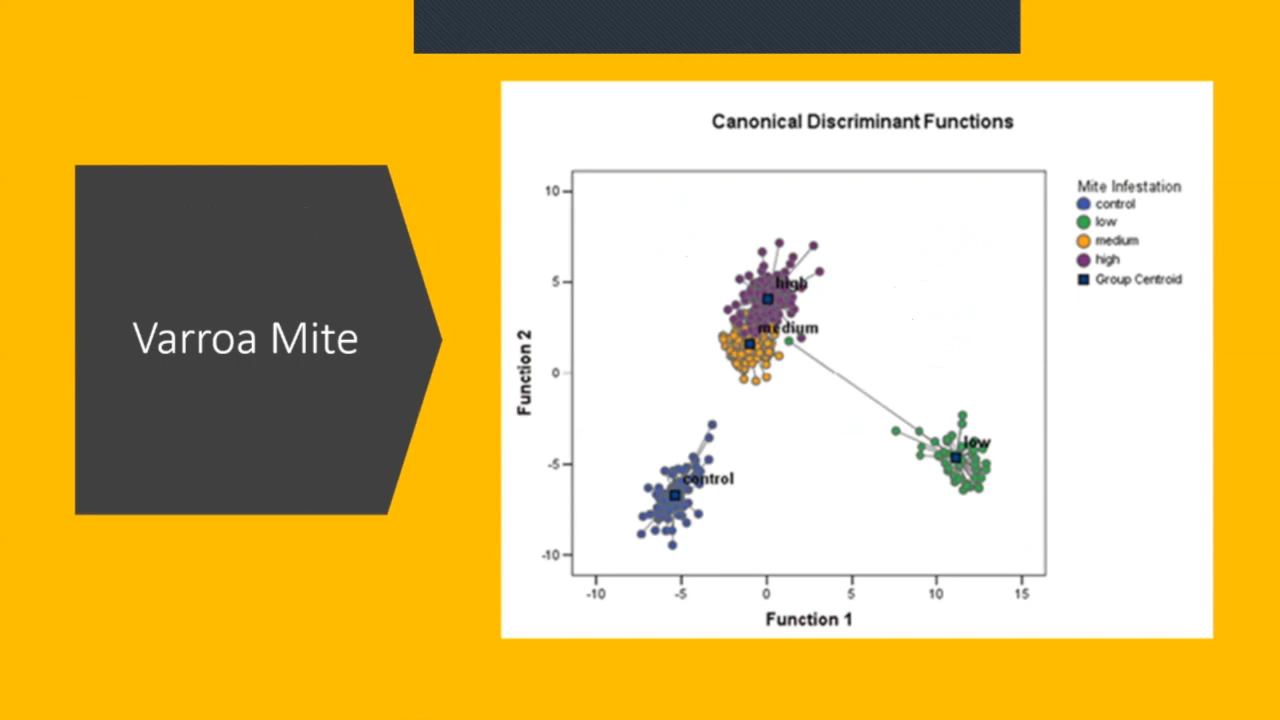 Varroa Mite
Canonical Discriminant Functions
Mite Infestation
control
low
medium
high
Group Centroid
10
5
0
-5
-10
Function 2
high
medium
low
control
-10
-5
0
5
10
15
Function 1